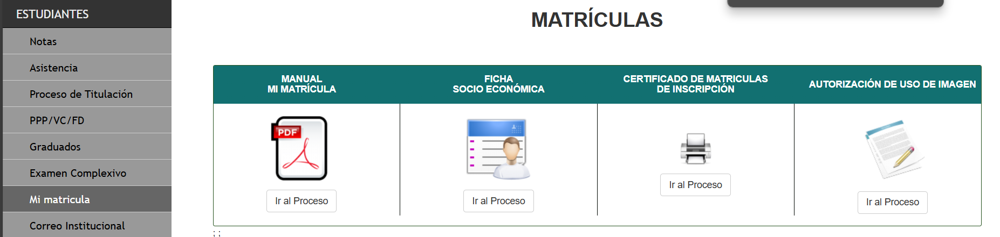 ESTUDIANTES
Notas
Asistencia
Proceso de Titulación
PPP/VC/FD
Graduados
Examen Complexivo
Mi matricula
Correo Institucional
MATRÍCULAS
MANUAL
MI MATRÍCULA
FICHA
SOCIO ECONÓMICA
CERTIFICADO DE MATRICULAS
DE INSCRIPCIÓN
AUTORIZACIÓN DE USO DE IMAGEN
PDF
Ir al Proceso
Ir al Proceso
Ir al Proceso
Ir al Proceso
; ;